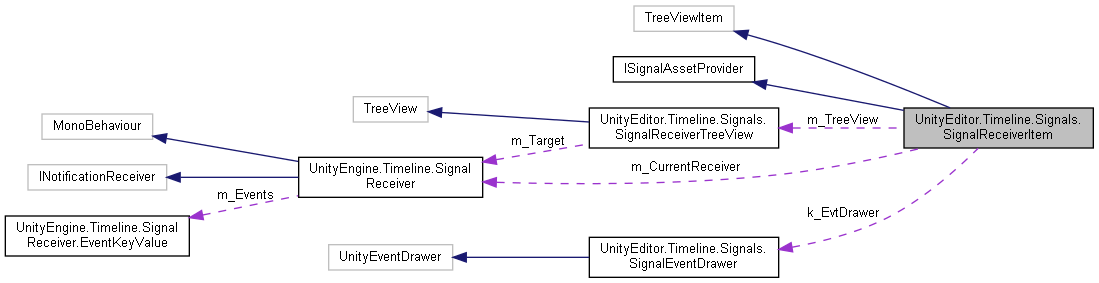 TreeViewItem
ISignalAssetProvider
TreeView
UnityEditor.Timeline.Signals.
SignalReceiverTreeView
m_TreeView
UnityEditor.Timeline.Signals.
SignalReceiverItem
MonoBehaviour
m_Target
INotificationReceiver
UnityEngine.Timeline.Signal
Receiver
m_CurrentReceiver
m_Events
UnityEngine.Timeline.Signal
Receiver.EventKeyValue
k_EvtDrawer
UnityEventDrawer
UnityEditor.Timeline.Signals.
SignalEventDrawer